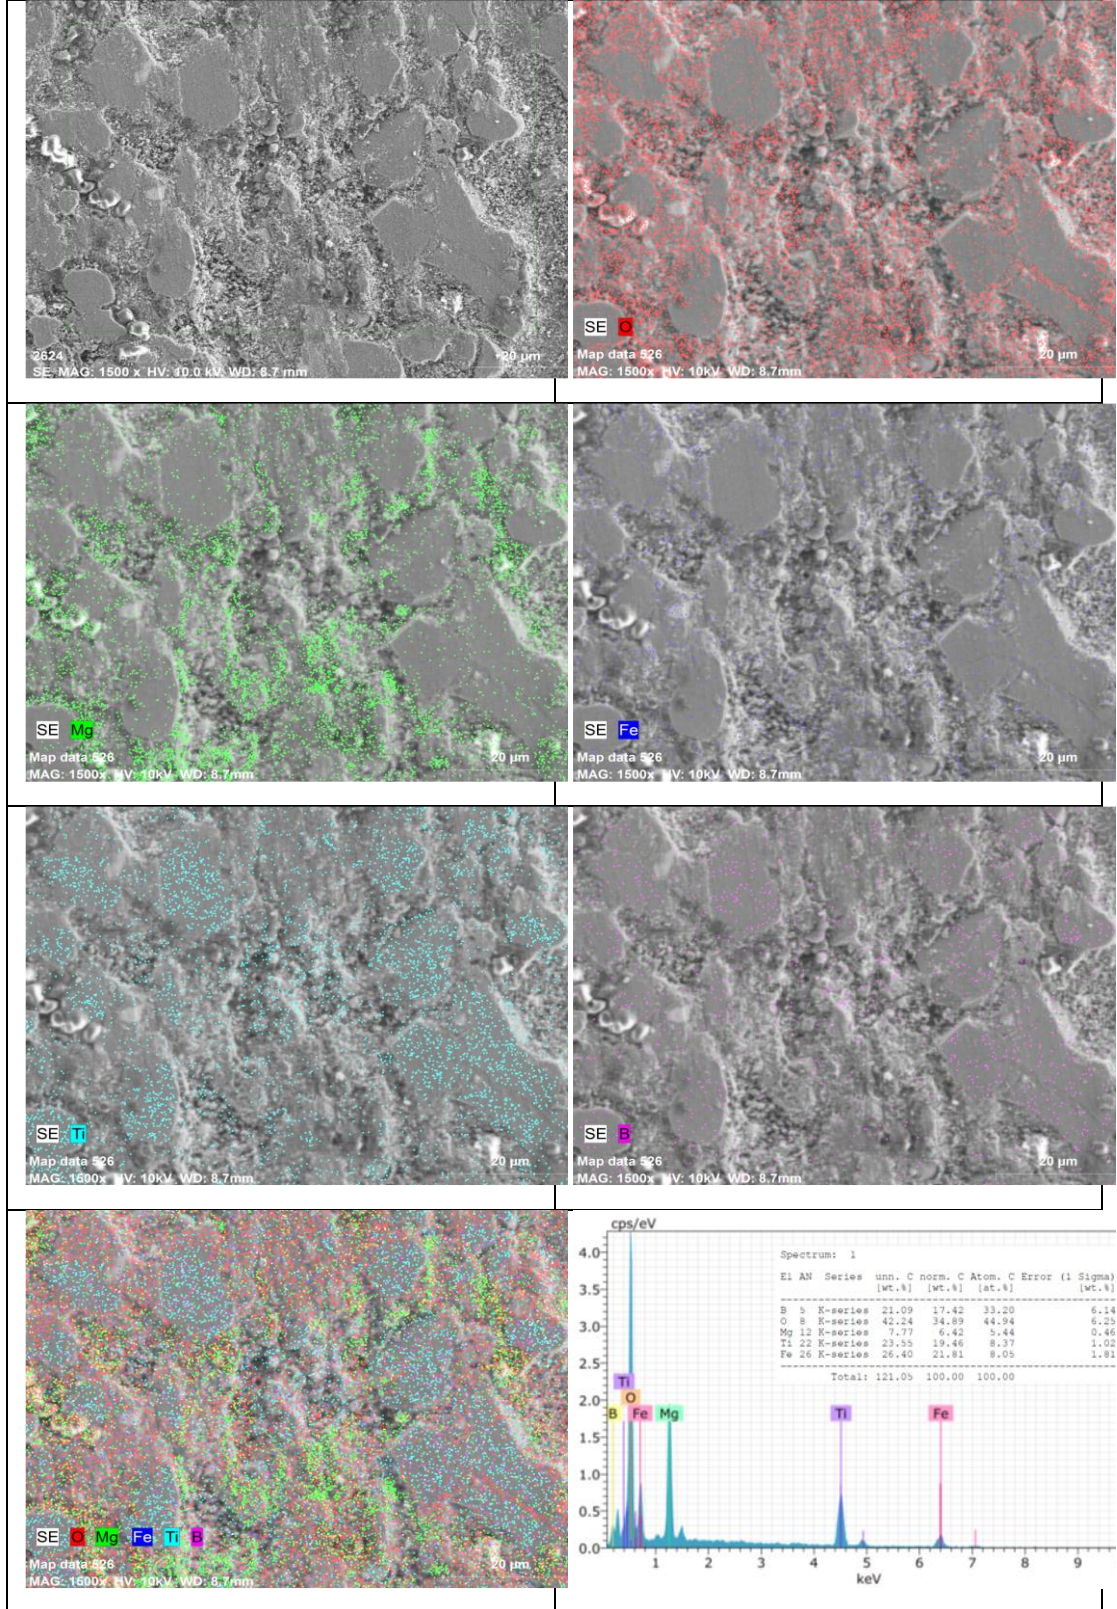 2624
20 µm
SE MAG: 1500 x HV: 10.0 kV WD: 8.7 mm
SE O
Map data 526
20 µm
MAG: 1500x HV: 10kV WD: 8.7mm
SE Mg
Map data 526
20 µm
MAG: 1500x HV: 10kV WD: 8.7mm
SE Fe
Map data 526
20 µm
MAG: 1500x HV: 10kV WD: 8.7mm
SE Ti
Map data 526
20 µm
MAG: 1500x HV: 10kV WD: 8.7mm
SE B
Map data 526
20 µm
MAG: 1500x HV: 10kV WD: 8.7mm
SE O Mg Fe Ti B
Map data 526
20 µm
MAG: 1500x HV: 10kV WD: 8.7mm
cps/eV
Spectrum: 1
El AN Series unn. C norm. C Atom. C Error (1 Sigma)
[wt.%] [wt.%] [at.%] [wt.%]
B 5 K-series 21.09 17.42 33.20 6.14
O 8 K-series 42.24 34.89 44.94 6.25
Mg 12 K-series 7.77 6.42 5.44 0.46
Ti 22 K-series 23.55 19.46 8.37 1.02
Fe 26 K-series 26.40 21.81 8.05 1.81
Total: 121.05 100.00 100.00
4.0
3.5
3.0
2.5
2.0
1.5
1.0
0.5
0.0
Ti
O
B Fe Mg Ti Fe
1 2 3 4 5 6 7 8 9
keV